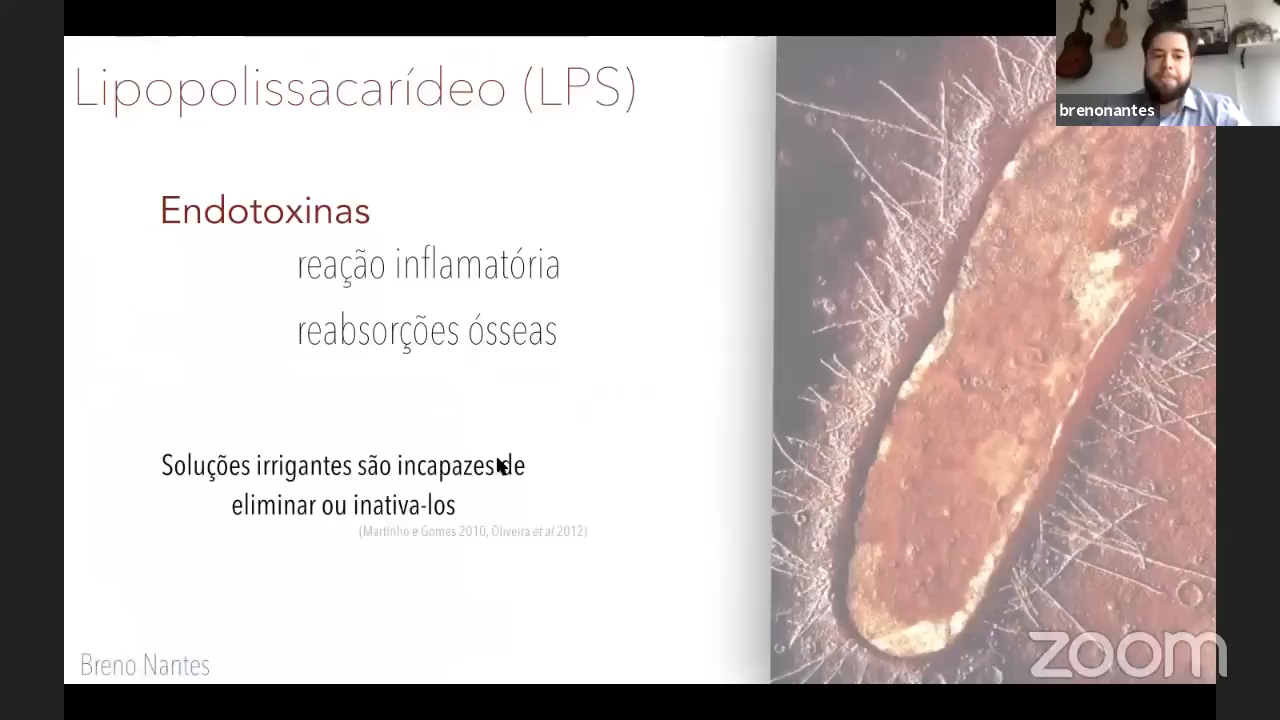 Lipopolissacarídeo (LPS)
brenonantes
Endotoxinas
reação inflamatória
reabsorções ósseas
Soluções irrigantes são incapazes de
eliminar ou inativa-los
(Martinho e Gomes 2010, Oliveira et al 2012)
Breno Nantes
zoom